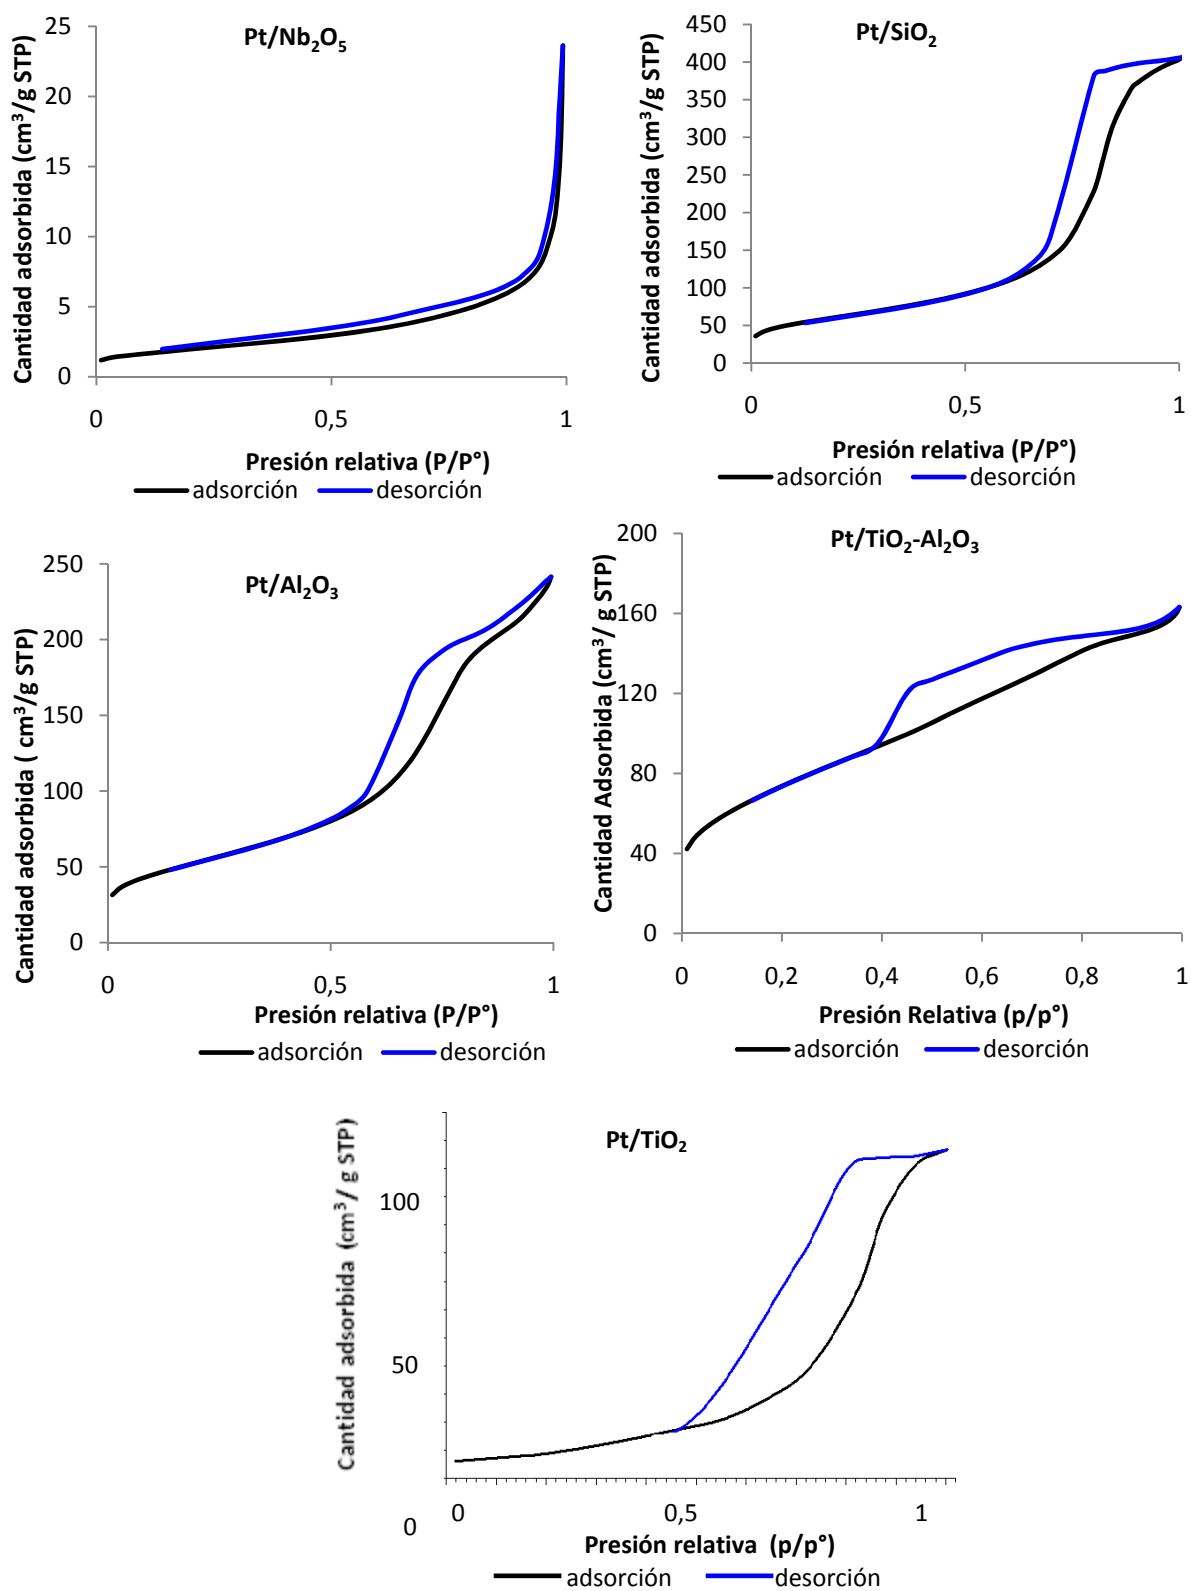 Pt/Nb₂O₅
Cantidad adsorbida (cm³/g STP)
25
20
15
10
5
0
0 0,5 1
Presión relativa (P/P°)
adsorción desorción
Pt/SiO₂
Cantidad adsorbida (cm³/g STP)
450
400
350
300
250
200
150
100
50
0
0 0,5 1
Presión relativa (P/P°)
adsorción desorción
Pt/Al₂O₃
Cantidad adsorbida ( cm³/g STP)
250
200
150
100
50
0
0 0,5 1
Presión relativa (P/P°)
adsorción desorción
Pt/TiO₂-Al₂O₃
Cantidad Adsorbida (cm³/ g STP)
200
160
120
80
40
0
0 0,2 0,4 0,6 0,8 1
Presión Relativa (p/p°)
adsorción desorción
Pt/TiO₂
Cantidad adsorbida (cm³/ g STP)
100
50
0
0 0,5 1
Presión relativa (p/p°)
adsorción desorción